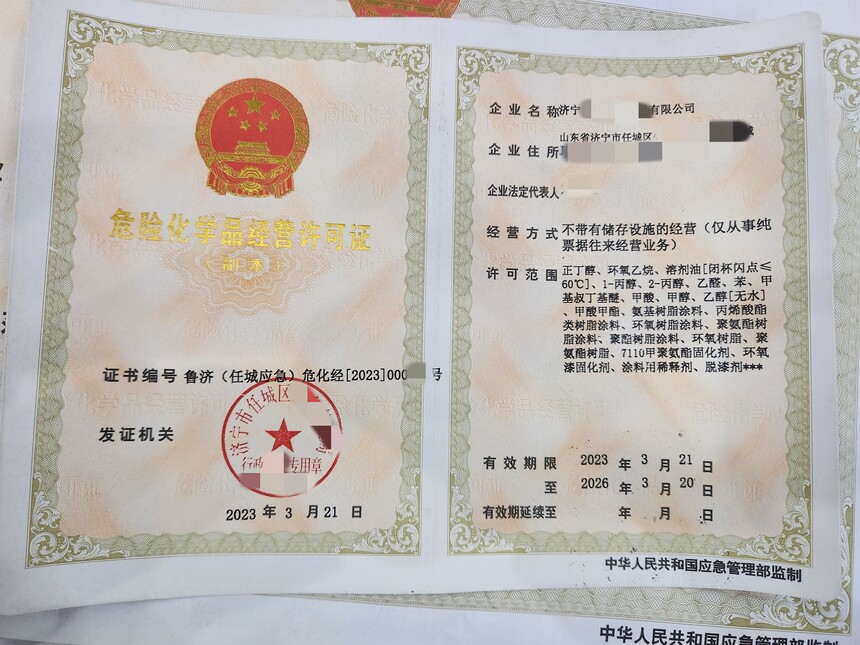 危险化学品经营许可证
（副本）
证书编号 鲁济（任城应急）危化经[2023]000 号
发证机关
济宁市任城区
行政 专用章
2023 年 3 月 21 日
企业名称 济宁 有限公司
山东省济宁市任城区
企业住所
企业法定代表人
经营方式 不带有储存设施的经营（仅从事纯
票据往来经营业务）
许可范围 正丁醇、环氧乙烷、溶剂油[闭杯闪点≤
60℃]、1-丙醇、2-丙醇、乙醛、苯、甲
基叔丁基醚、甲酸、甲醇、乙醇[无水]
、甲酸甲酯、氨基树脂涂料、丙烯酸酯
类树脂涂料、环氧树脂涂料、聚氨酯树
脂涂料、聚酯树脂涂料、环氧树脂、聚
氨酯树脂、7110甲聚氨酯固化剂、环氧
漆固化剂、涂料用稀释剂、脱漆剂***
有效期限 2023 年 3 月 21 日
至 2026 年 3 月 20 日
有效期延续至 年 月 日
中华人民共和国应急管理部监制
中华人民共和国应急管理部监制